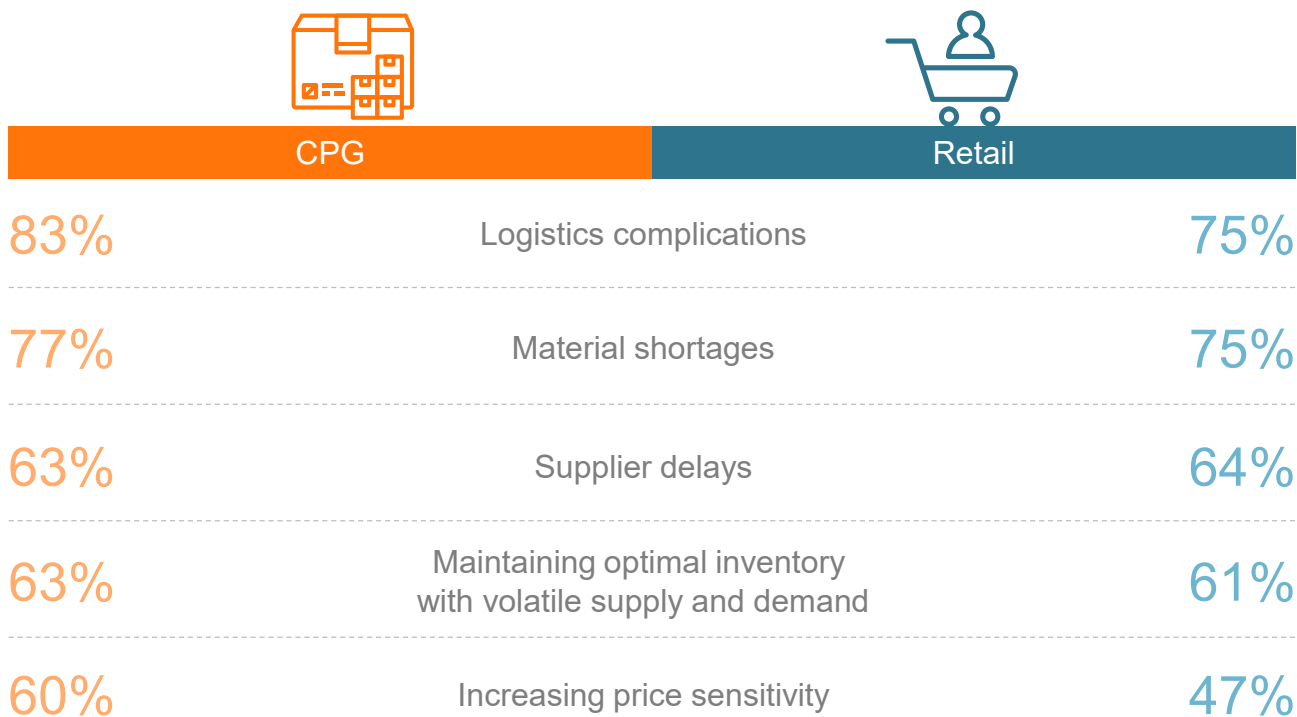 CPG
Retail
83%
Logistics complications
75%
77%
Material shortages
75%
63%
Supplier delays
64%
63%
Maintaining optimal inventory
with volatile supply and demand
61%
60%
Increasing price sensitivity
47%